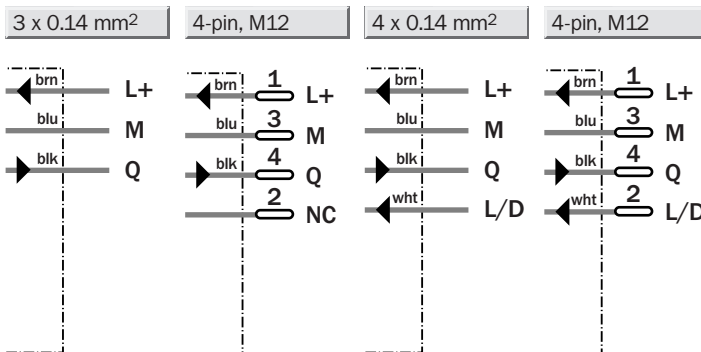 3 x 0.14 mm²
brn L+
blu M
blk Q
4-pin, M12
brn 1 L+
blu 3 M
blk 4 Q
2 NC
4 x 0.14 mm²
brn L+
blu M
blk Q
wht L/D
4-pin, M12
brn 1 L+
blu 3 M
blk 4 Q
wht 2 L/D